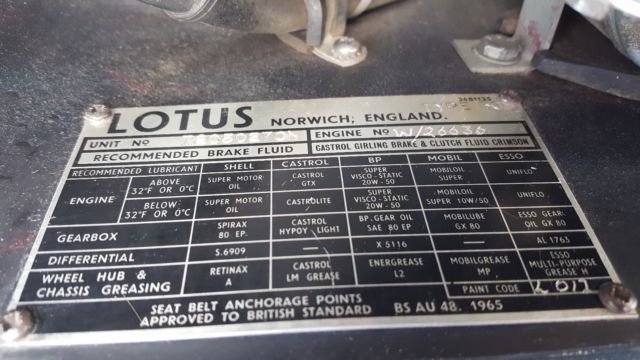 3681135
LOTUS NORWICH, ENGLAND.
UNIT No ENGINE No W/26636
RECOMMENDED BRAKE FLUID CASTROL GIRLING BRAKE & CLUTCH FLUID CRIMSON
RECOMMENDED LUBRICANT SHELL CASTROL BP MOBIL ESSO
ENGINE ABOVE 32°F OR 0°C SUPER MOTOR OIL CASTROL GTX SUPER VISCO-STATIC 20W-50 MOBILOIL SUPER UNIFLO
BELOW 32°F OR 0°C SUPER MOTOR OIL CASTROLITE SUPER VISCO-STATIC 20W-50 MOBILOIL SUPER 10W/50 UNIFLO
GEARBOX SPIRAX 80 EP. CASTROL HYPOY LIGHT BP. GEAR OIL SAE 80 EP MOBILUBE GX 80 ESSO GEAR OIL GX 80
DIFFERENTIAL S.6909 — X 5116 — AL 1765
WHEEL HUB & CHASSIS GREASING RETINAX A CASTROL LM GREASE ENERGREASE L2 MOBILGREASE MP ESSO MULTI-PURPOSE GREASE H
PAINT CODE
SEAT BELT ANCHORAGE POINTS
APPROVED TO BRITISH STANDARD BS AU 48. 1965